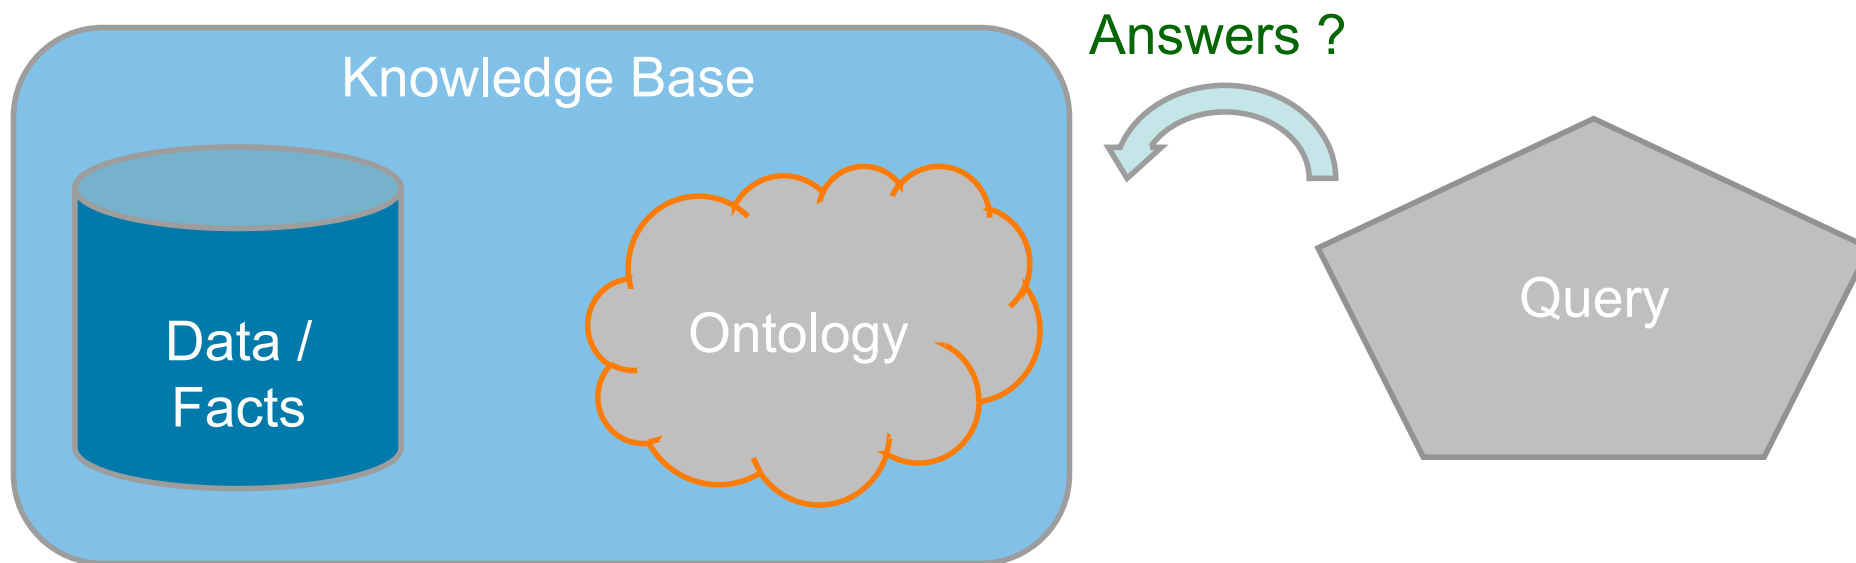 Answers ?
Knowledge Base
Data /
Facts
Ontology
Query